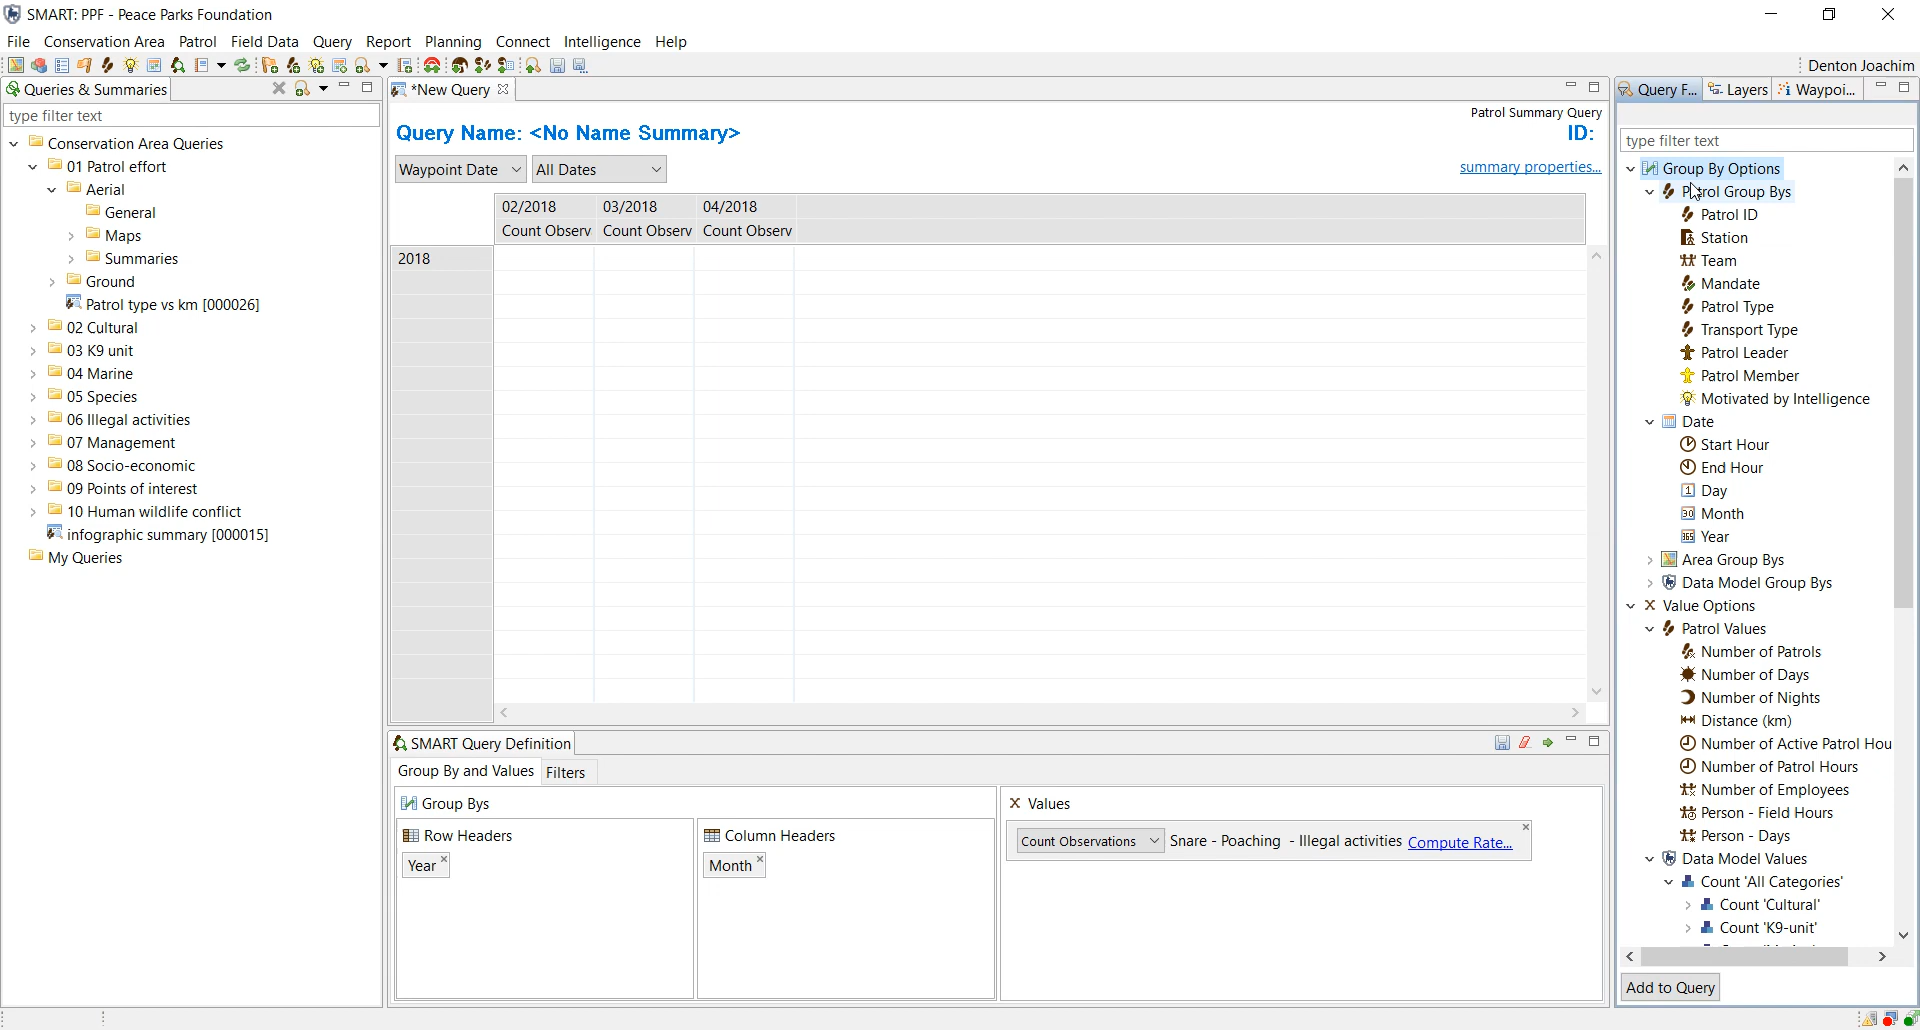 SMART: PPF - Peace Parks Foundation
File Conservation Area Patrol Field Data Query Report Planning Connect Intelligence Help
Denton Joachim
Queries & Summaries
type filter text
Conservation Area Queries
01 Patrol effort
Aerial
General
Maps
Summaries
Ground
Patrol type vs km [000026]
02 Cultural
03 K9 unit
04 Marine
05 Species
06 Illegal activities
07 Management
08 Socio-economic
09 Points of interest
10 Human wildlife conflict
infographic summary [000015]
My Queries
*New Query
Patrol Summary Query
Query Name: <No Name Summary> ID:
Waypoint Date All Dates summary properties...
02/2018 03/2018 04/2018
Count Observ Count Observ Count Observ
2018
SMART Query Definition
Group By and Values Filters
Group Bys
Row Headers Column Headers
Year Month
Values
Count Observations Snare - Poaching - Illegal activities Compute Rate...
Query F... Layers Waypoi...
type filter text
Group By Options
Patrol Group Bys
Patrol ID
Station
Team
Mandate
Patrol Type
Transport Type
Patrol Leader
Patrol Member
Motivated by Intelligence
Date
Start Hour
End Hour
1 Day
30 Month
365 Year
Area Group Bys
Data Model Group Bys
Value Options
Patrol Values
Number of Patrols
Number of Days
Number of Nights
Distance (km)
Number of Active Patrol Hou
Number of Patrol Hours
Number of Employees
Person - Field Hours
Person - Days
Data Model Values
Count 'All Categories'
Count 'Cultural'
Count 'K9-unit'
Add to Query